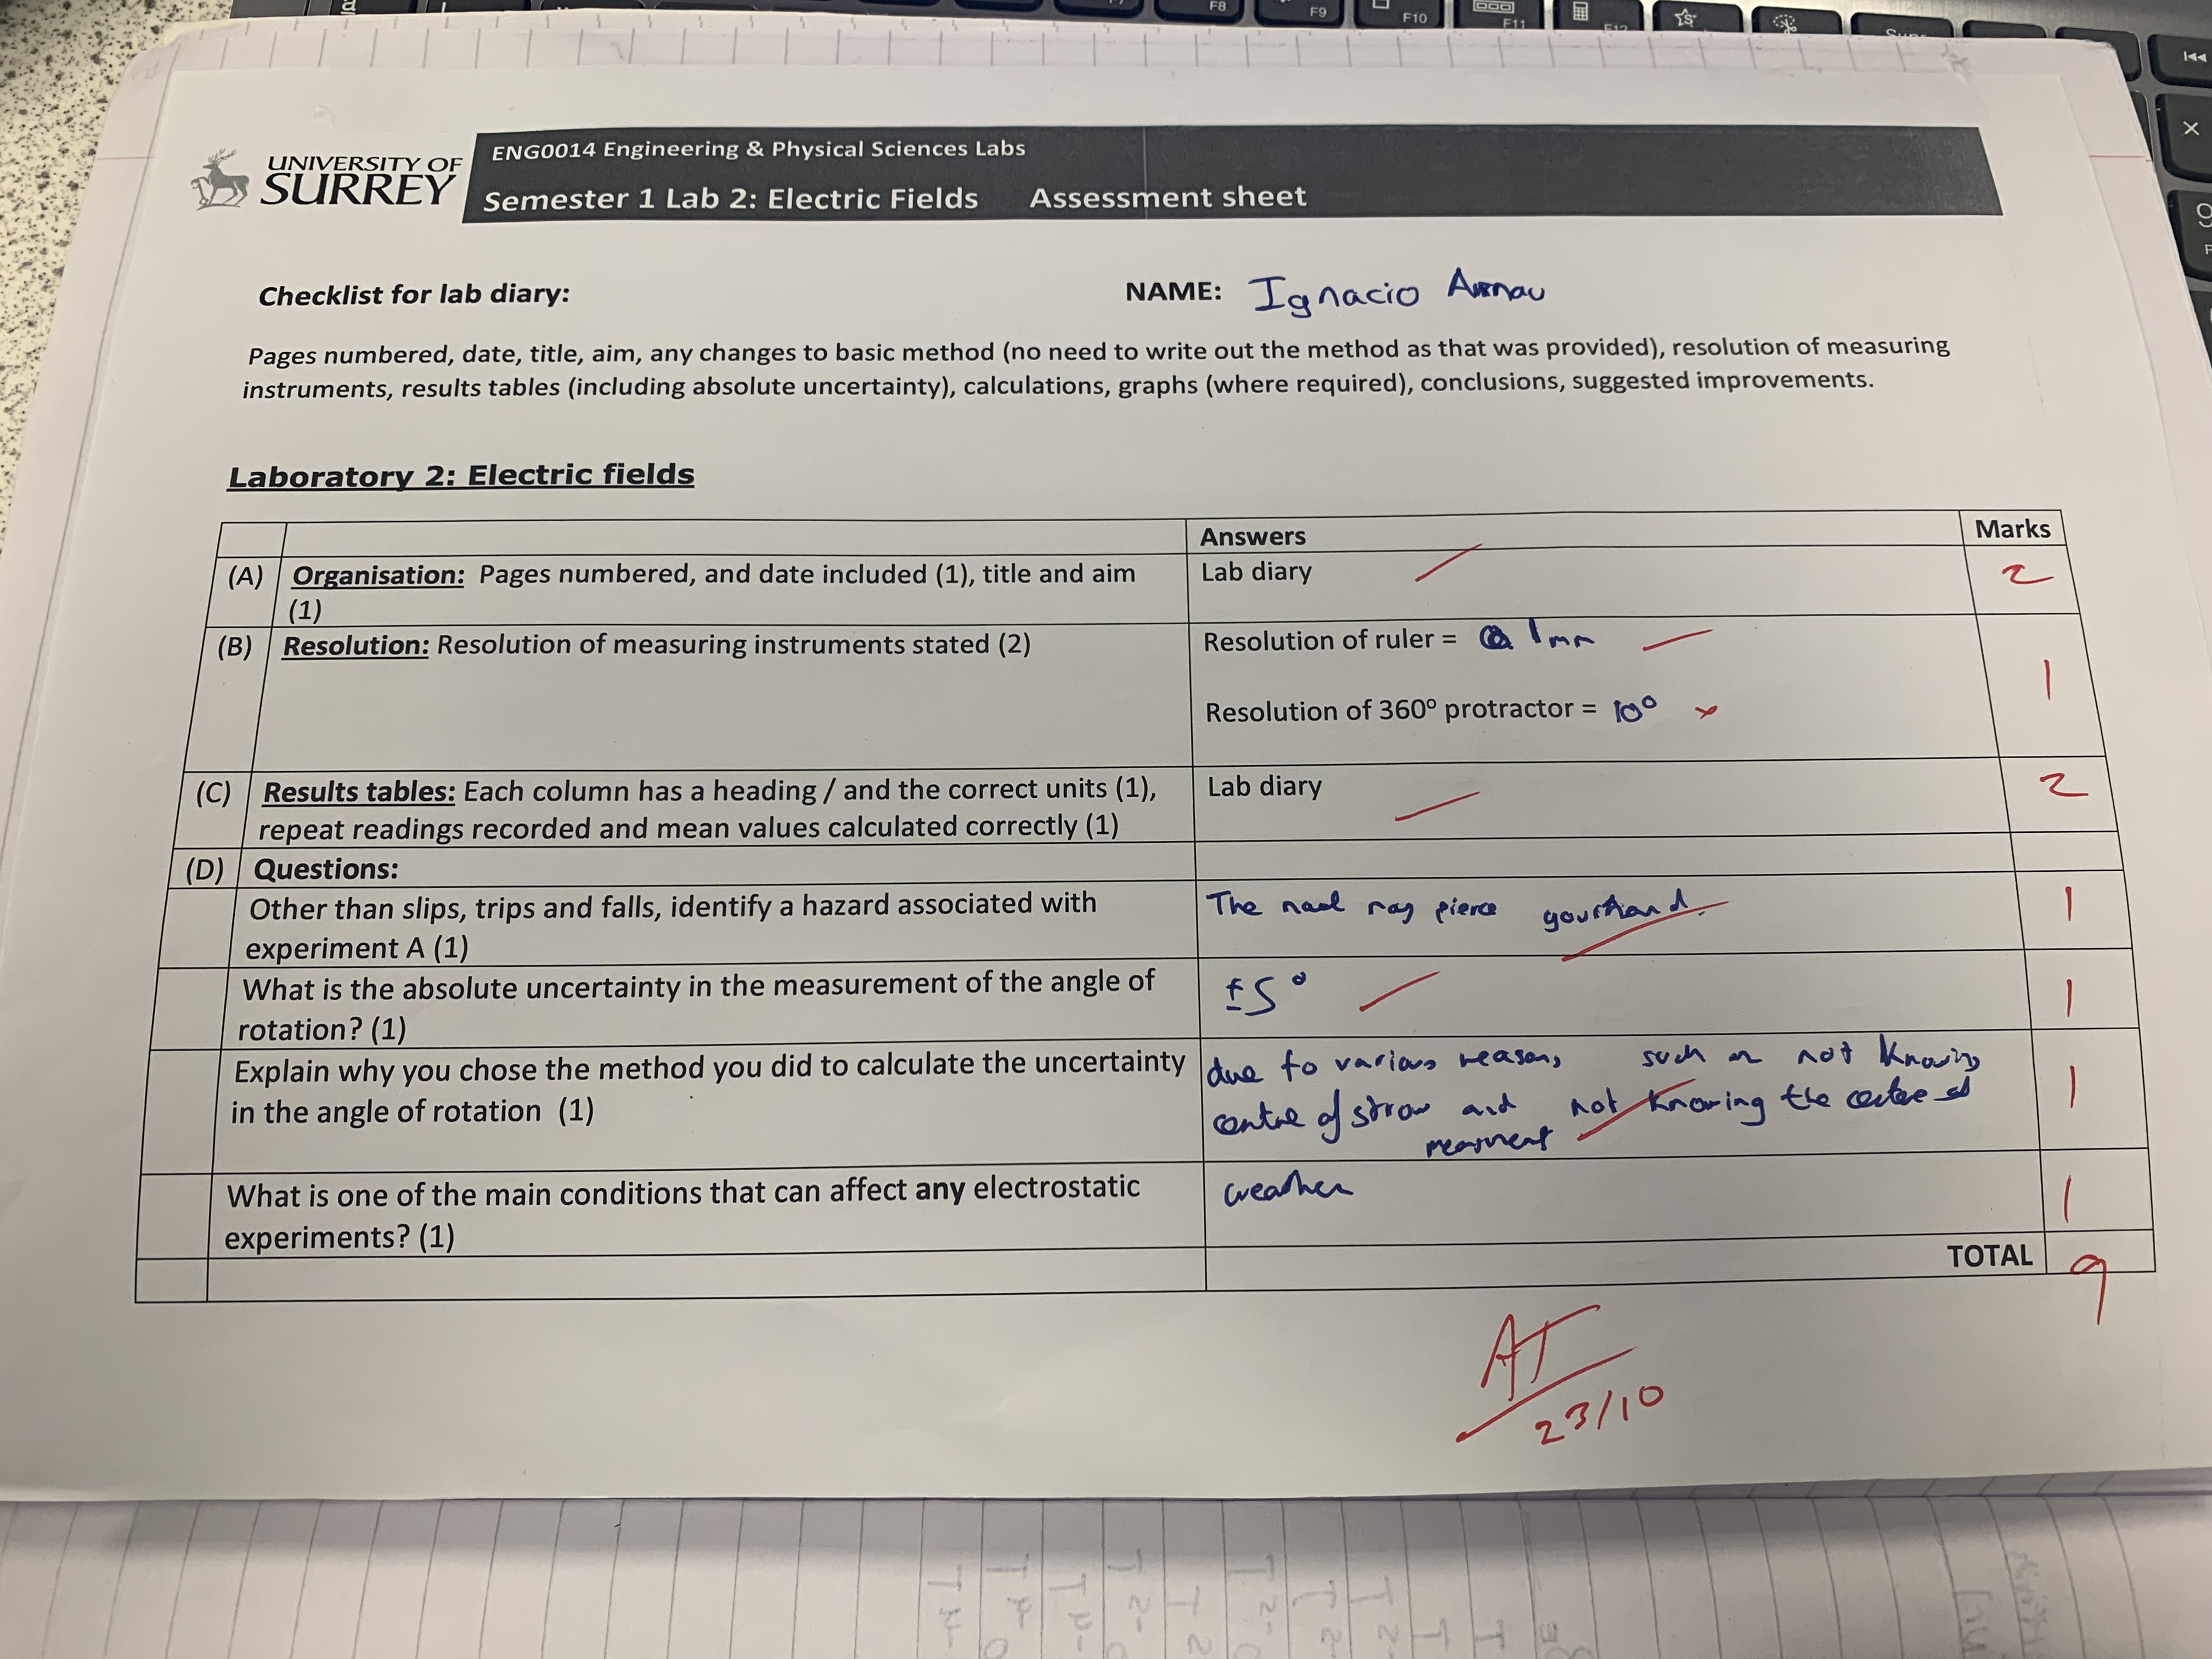 UNIVERSITY OF
SURREY
ENG0014 Engineering & Physical Sciences Labs
Semester 1 Lab 2: Electric Fields Assessment sheet
Checklist for lab diary: NAME: Ignacio Arnau
Pages numbered, date, title, aim, any changes to basic method (no need to write out the method as that was provided), resolution of measuring
instruments, results tables (including absolute uncertainty), calculations, graphs (where required), conclusions, suggested improvements.
Laboratory 2: Electric fields
Answers Marks
(A) Organisation: Pages numbered, and date included (1), title and aim
(1)
Lab diary 2
(B) Resolution: Resolution of measuring instruments stated (2)
Resolution of ruler = 1mm
Resolution of 360º protractor = 10º
1
(C) Results tables: Each column has a heading / and the correct units (1),
repeat readings recorded and mean values calculated correctly (1)
Lab diary 2
(D) Questions:
Other than slips, trips and falls, identify a hazard associated with
experiment A (1)
The may pierce your hand. 1
What is the absolute uncertainty in the measurement of the angle of
rotation? (1)
±5° 1
Explain why you chose the method you did to calculate the uncertainty
in the angle of rotation (1)
due to various reasons such as not knowing
centre of straw and not knowing the
1
What is one of the main conditions that can affect any electrostatic
experiments? (1)
weather 1
TOTAL 9
AT
23/10
F8
F9
F10
F11